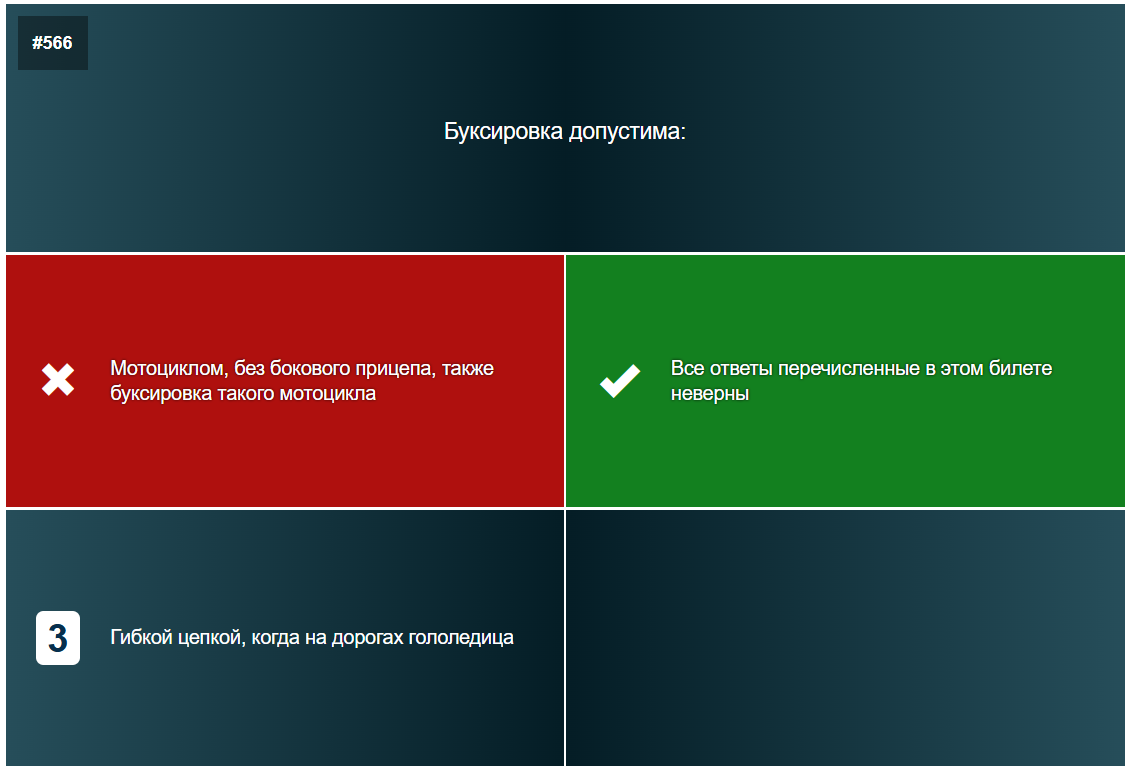 #566
Буксировка допустима:
Мотоциклом, без бокового прицепа, также
буксировка такого мотоцикла
Все ответы перечисленные в этом билете
неверны
3
Гибкой цепкой, когда на дорогах гололедица